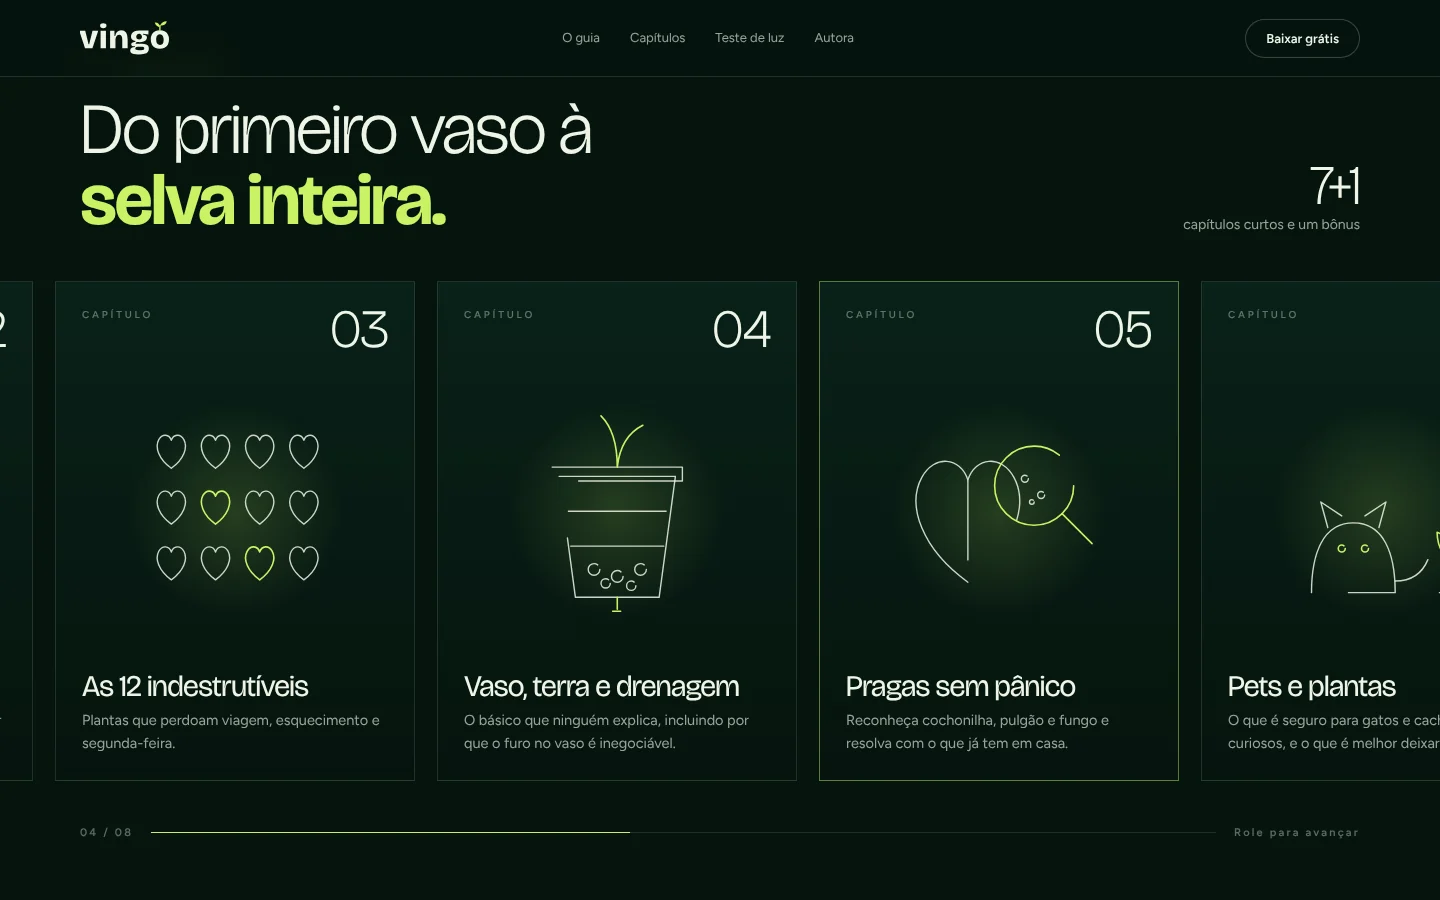 vingo
O guia
Capítulos
Teste de luz
Autora
Baixar grátis
Do primeiro vaso à
selva inteira.
7+1
capítulos curtos e um bônus
2
CAPÍTULO
03
As 12 indestrutíveis
Plantas que perdoam viagem, esquecimento e
segunda-feira.
CAPÍTULO
04
Vaso, terra e drenagem
O básico que ninguém explica, incluindo por
que o furo no vaso é inegociável.
CAPÍTULO
05
Pragas sem pânico
Reconheça cochonilha, pulgão e fungo e
resolva com o que já tem em casa.
CAPÍTULO
Pets e plantas
O que é seguro para gatos e
curiosos, e o que é melhor deixar
04 / 08
Role para avançar